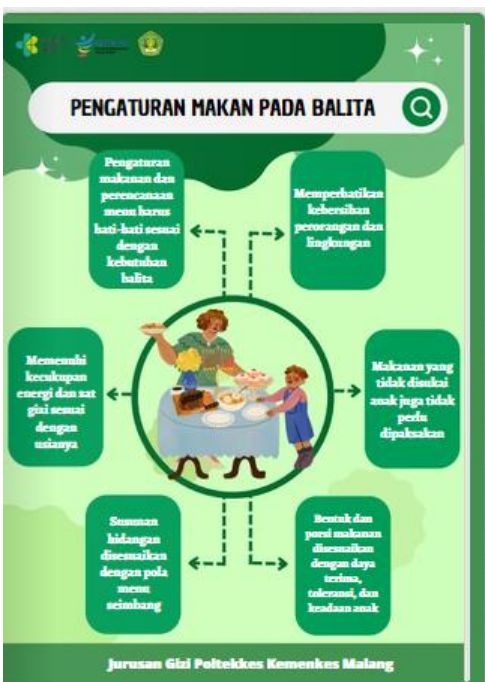 PENGATURAN MAKAN PADA BALITA
Pengaturan
makanan dan
perencanaan
menu harus
hati-hati sesuai
dengan
kebutuhan
balita
Memperhatikan
kebersihan
perorangan dan
lingkungan
Memenuhi
kecukupan
energi dan sat
gizi sesuai
dengan
usianya
Makanan yang
tidak disukai
anak juga tidak
perlu
dipaksakan
Susunan
hidangan
disesuaikan
dengan pola
menu
seimbang
Bentuk dan
porsi makanan
disesuaikan
dengan daya
terima,
toleransi, dan
keadaan anak
Jurusan Gizi Poltekkes Kemenkes Malang